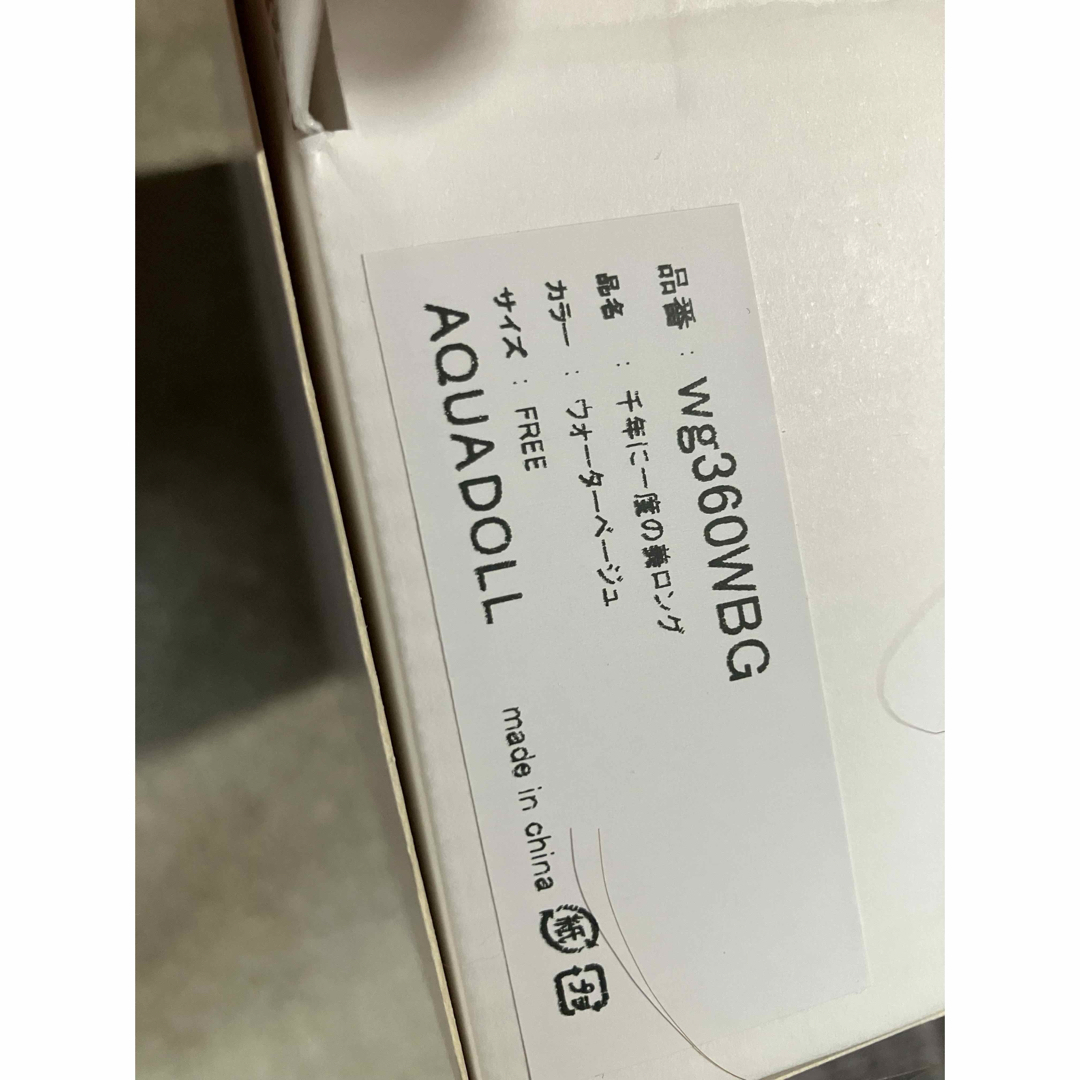 品番：wg360WBG
品名　：千年に一度の美ロング
カラー　：ウォーターベージュ
サイズ　：FREE
AQUADOLL
made in china
紙
プラ